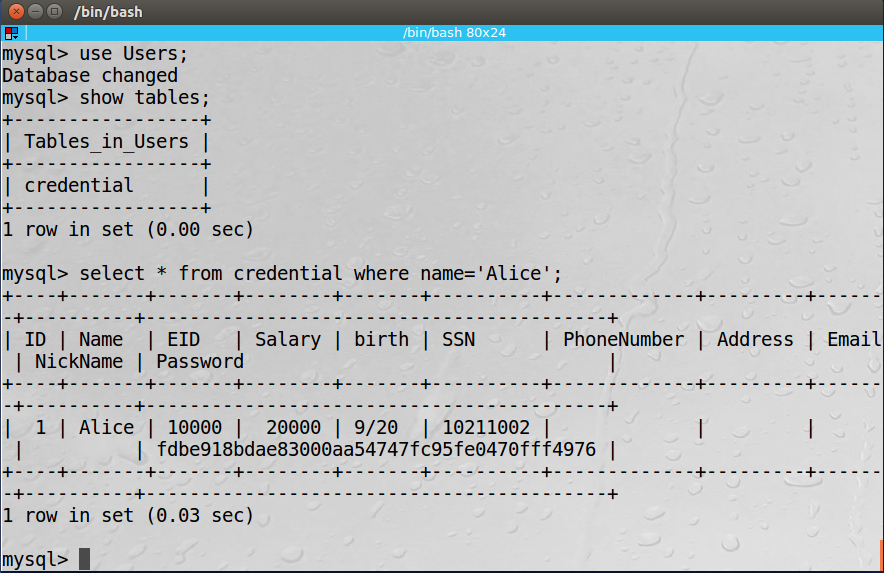 /bin/bash
/bin/bash 80x24
mysql> use Users;
Database changed
mysql> show tables;
+-----------------+
| Tables_in_Users |
+-----------------+
| credential      |
+-----------------+
1 row in set (0.00 sec)

mysql> select * from credential where name='Alice';
+----+-------+-------+--------+-------+----------+-------------+---------+------
-+----------+------------------------------------------+
| ID | Name  | EID   | Salary | birth | SSN      | PhoneNumber | Address | Email
 | NickName | Password                                 |
+----+-------+-------+--------+-------+----------+-------------+---------+------
-+----------+------------------------------------------+
|  1 | Alice | 10000 |  20000 | 9/20  | 10211002 |             |         |
 |          | fdbe918bdae83000aa54747fc95fe0470fff4976 |
+----+-------+-------+--------+-------+----------+-------------+---------+------
-+----------+------------------------------------------+
1 row in set (0.03 sec)

mysql>